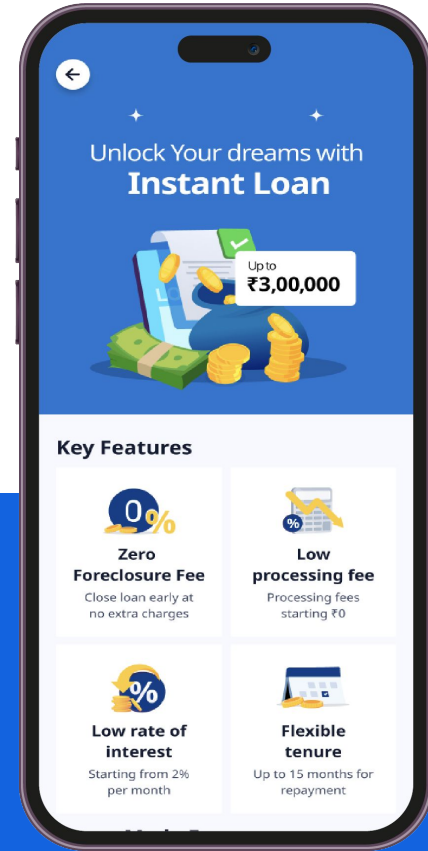 Unlock Your dreams with
Instant Loan
Up to
₹3,00,000
Key Features
0%
Zero
Foreclosure Fee
Close loan early at
no extra charges
%
Low
processing fee
Processing fees
starting ₹0
%
Low rate of
interest
Starting from 2%
per month
Flexible
tenure
Up to 15 months for
repayment